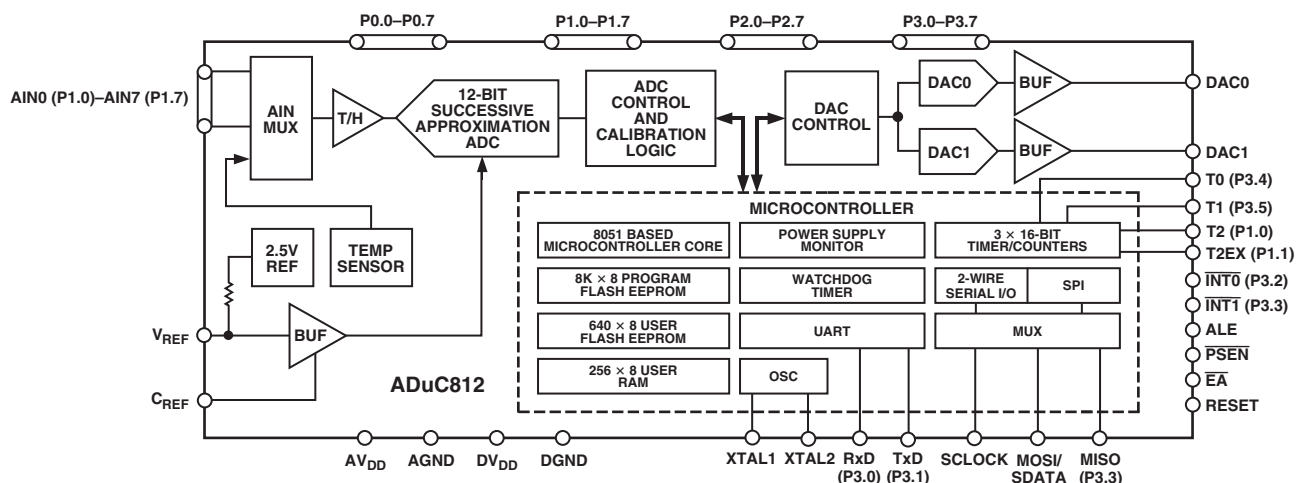 P0.0–P0.7
P1.0–P1.7
P2.0–P2.7
P3.0–P3.7
AIN0 (P1.0)–AIN7 (P1.7)
AIN
MUX
T/H
12-BIT
SUCCESSIVE
APPROXIMATION
ADC
ADC
CONTROL
AND
CALIBRATION
LOGIC
DAC
CONTROL
DAC0
BUF
DAC0
DAC1
BUF
DAC1
T0 (P3.4)
T1 (P3.5)
T2 (P1.0)
T2EX (P1.1)
INT0 (P3.2)
INT1 (P3.3)
ALE
PSEN
EA
RESET
2.5V
REF
TEMP
SENSOR
VREF
BUF
CREF
ADuC812
MICROCONTROLLER
8051 BASED
MICROCONTROLLER CORE
POWER SUPPLY
MONITOR
3 × 16-BIT
TIMER/COUNTERS
8K × 8 PROGRAM
FLASH EEPROM
WATCHDOG
TIMER
2-WIRE
SERIAL I/O
SPI
640 × 8 USER
FLASH EEPROM
UART
MUX
256 × 8 USER
RAM
OSC
AVDD
AGND
DVDD
DGND
XTAL1
XTAL2
RxD
(P3.0)
TxD
(P3.1)
SCLOCK
MOSI/
SDATA
MISO
(P3.3)